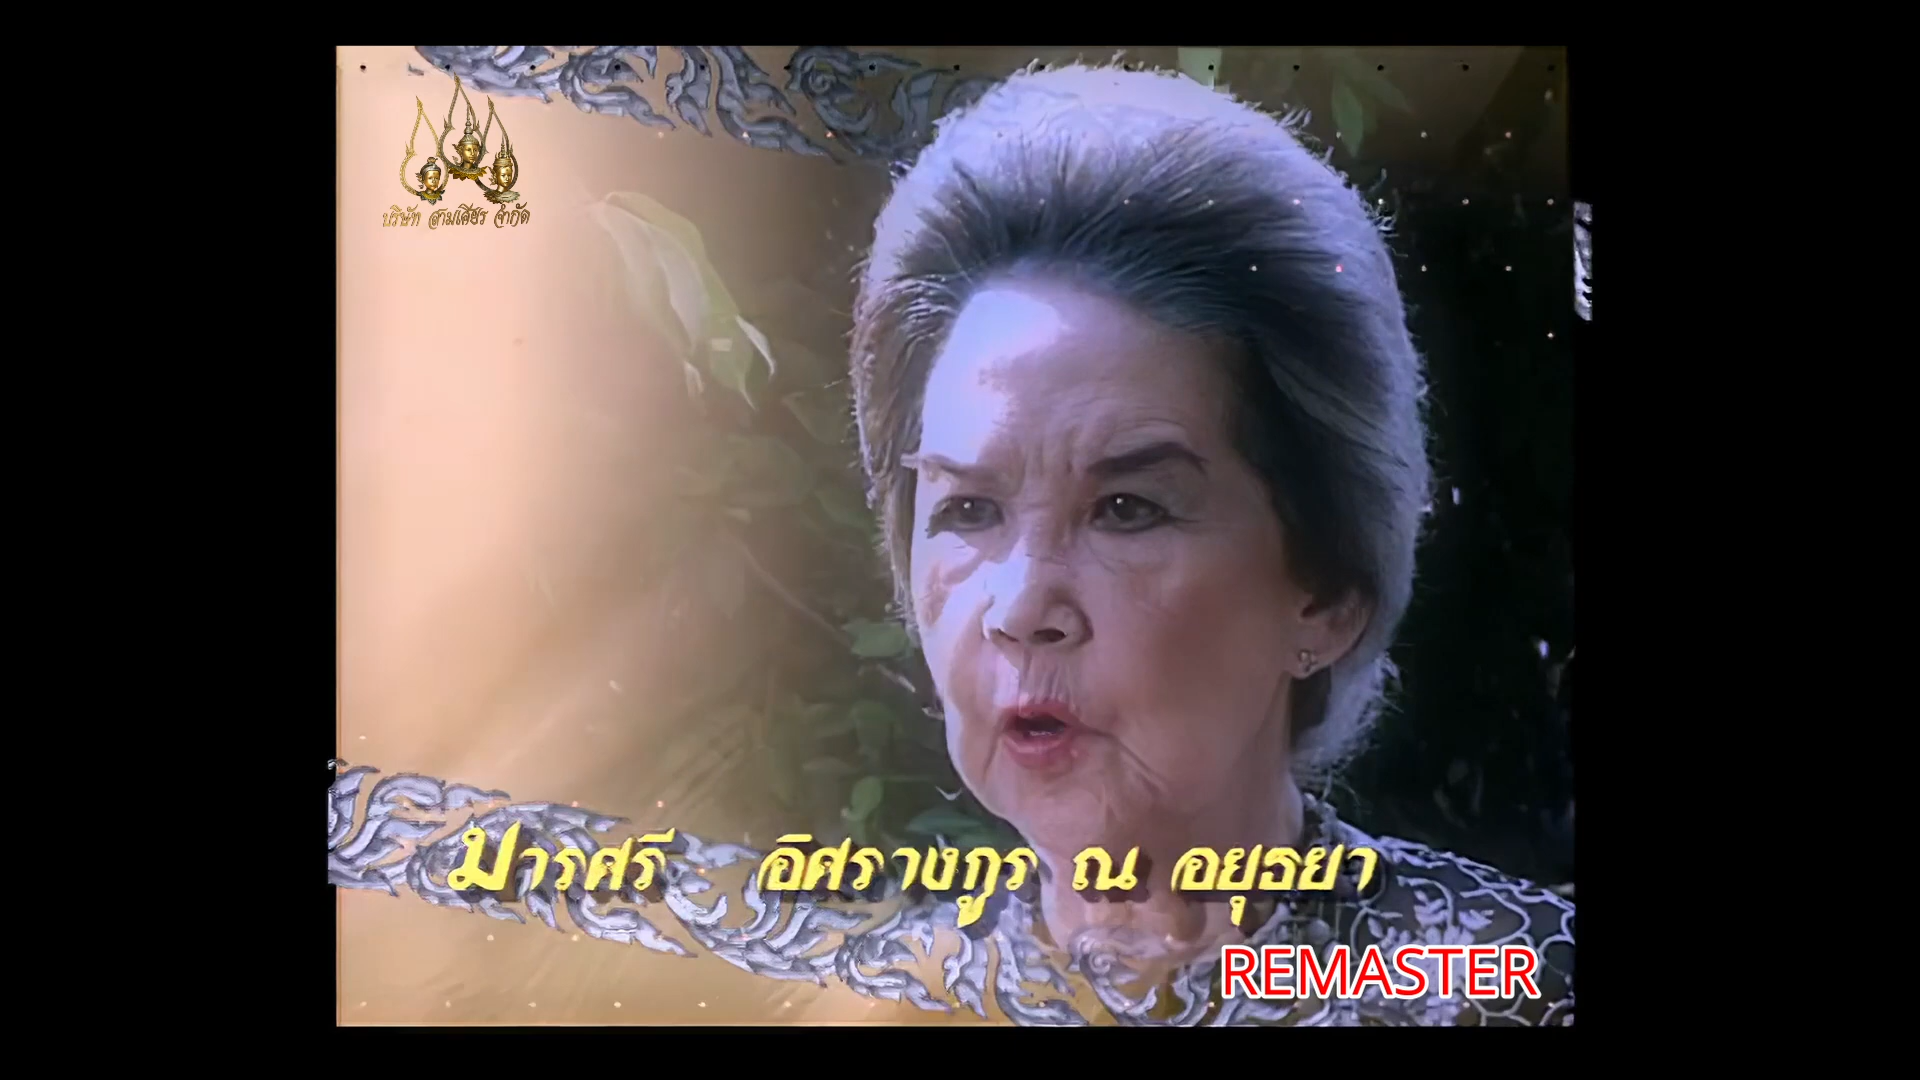 บริษัท สามเศียร จำกัด
มารศรี อิศรางกูร ณ อยุธยา
REMASTER